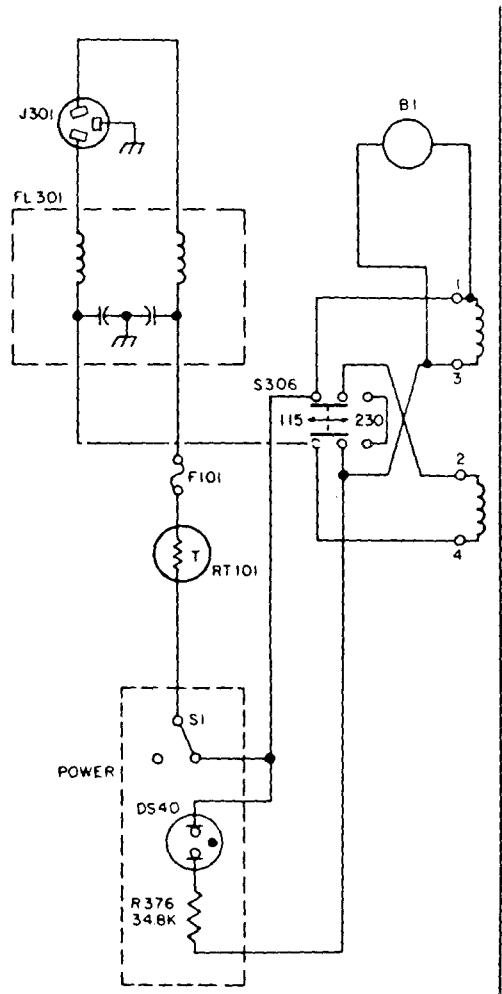 B1
J301
FL301
1
3
S306
115
230
2
F101
4
T
RT101
S1
POWER
DS40
R376
34.8K